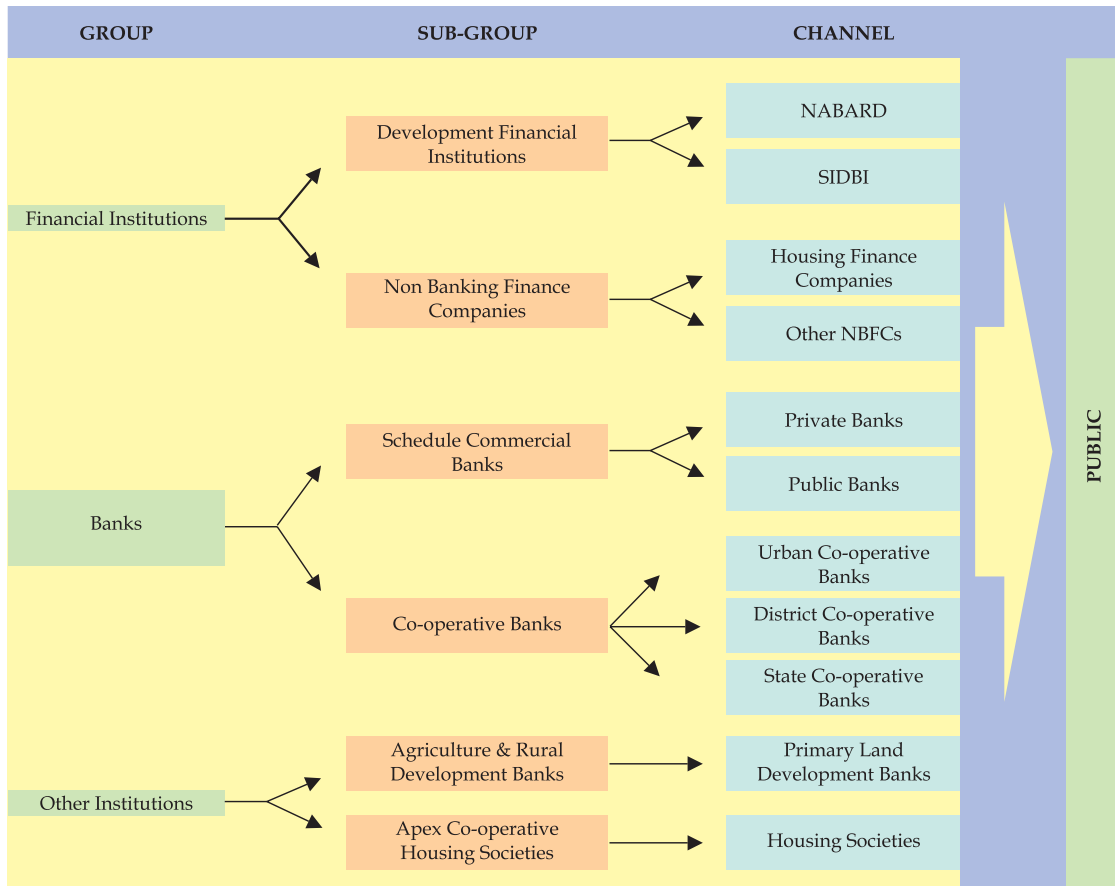 GROUP
SUB-GROUP
CHANNEL
Financial Institutions
Development Financial
Institutions
NABARD
SIDBI
Non Banking Finance
Companies
Housing Finance
Companies
Other NBFCs
Banks
Schedule Commercial
Banks
Private Banks
Public Banks
Co-operative Banks
Urban Co-operative
Banks
District Co-operative
Banks
State Co-operative
Banks
Other Institutions
Agriculture & Rural
Development Banks
Primary Land
Development Banks
Apex Co-operative
Housing Societies
Housing Societies
PUBLIC